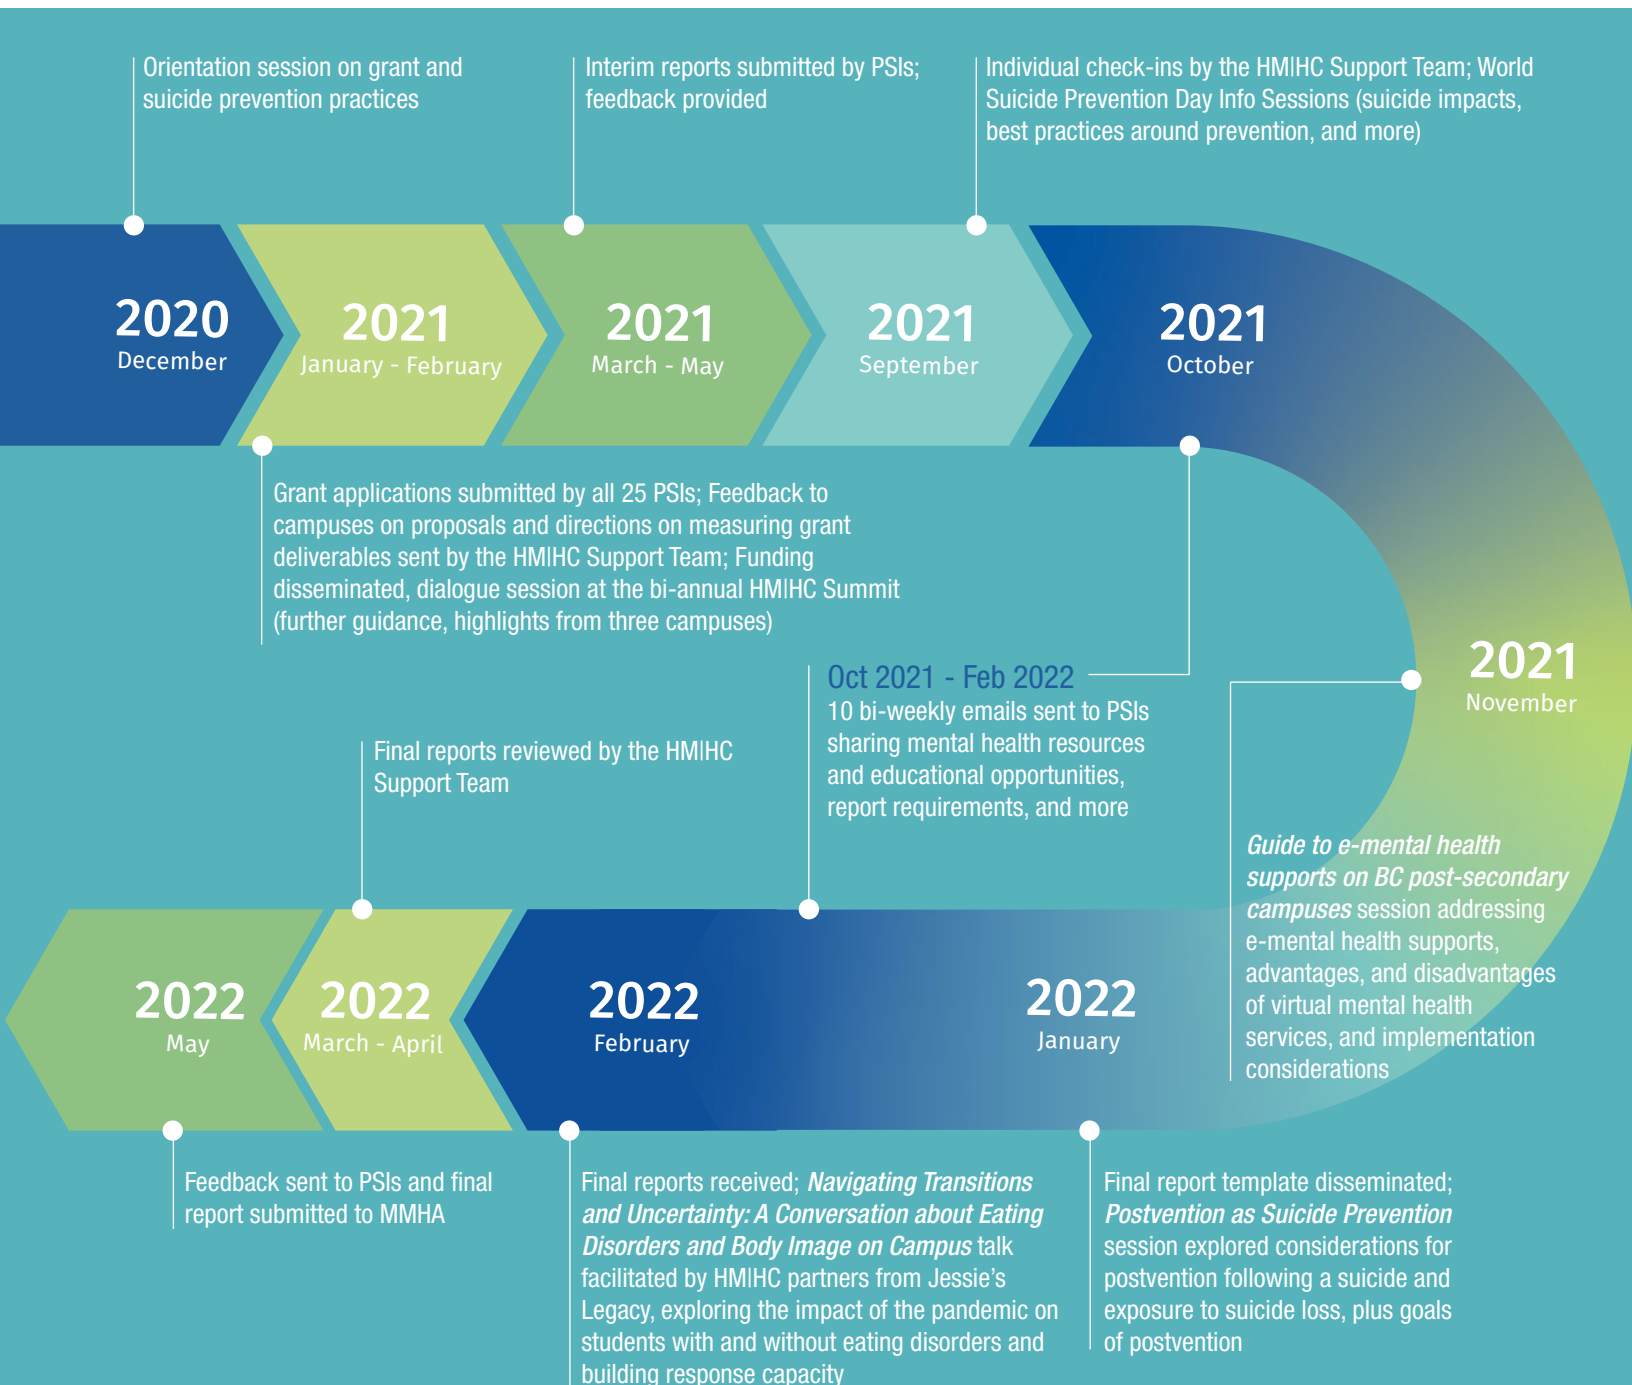 Orientation session on grant and
suicide prevention practices
Interim reports submitted by PSIs;
feedback provided
Individual check-ins by the HM|HC Support Team; World
Suicide Prevention Day Info Sessions (suicide impacts,
best practices around prevention, and more)
2020
December
2021
January - February
2021
March - May
2021
September
2021
October
Grant applications submitted by all 25 PSIs; Feedback to
campuses on proposals and directions on measuring grant
deliverables sent by the HM|HC Support Team; Funding
disseminated, dialogue session at the bi-annual HM|HC Summit
(further guidance, highlights from three campuses)
Oct 2021 - Feb 2022
10 bi-weekly emails sent to PSIs
sharing mental health resources
and educational opportunities,
report requirements, and more
2021
November
Guide to e-mental health
supports on BC post-secondary
campuses session addressing
e-mental health supports,
advantages, and disadvantages
of virtual mental health
services, and implementation
considerations
Final reports reviewed by the HM|HC
Support Team
2022
May
2022
March - April
2022
February
2022
January
Feedback sent to PSIs and final
report submitted to MMHA
Final reports received; Navigating Transitions
and Uncertainty: A Conversation about Eating
Disorders and Body Image on Campus talk
facilitated by HM|HC partners from Jessie's
Legacy, exploring the impact of the pandemic on
students with and without eating disorders and
building response capacity
Final report template disseminated;
Postvention as Suicide Prevention
session explored considerations for
postvention following a suicide and
exposure to suicide loss, plus goals
of postvention